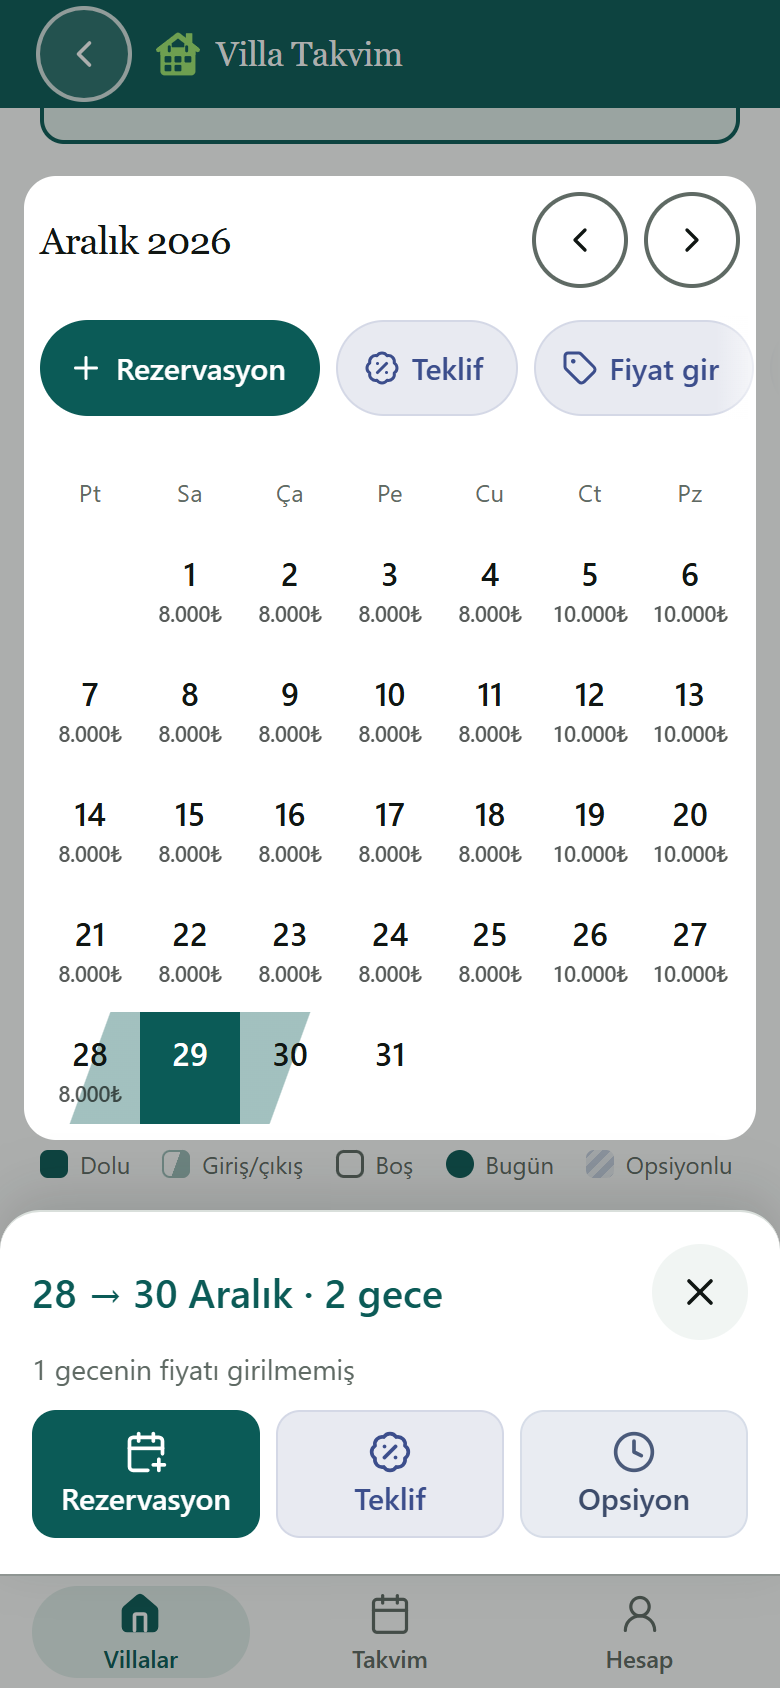 Villa Takvim
Aralık 2026
Rezervasyon
Teklif
Fiyat gir
Pt Sa Ça Pe Cu Ct Pz
1 2 3 4 5 6
8.000₺ 8.000₺ 8.000₺ 8.000₺ 10.000₺ 10.000₺
7 8 9 10 11 12 13
8.000₺ 8.000₺ 8.000₺ 8.000₺ 8.000₺ 10.000₺ 10.000₺
14 15 16 17 18 19 20
8.000₺ 8.000₺ 8.000₺ 8.000₺ 8.000₺ 10.000₺ 10.000₺
21 22 23 24 25 26 27
8.000₺ 8.000₺ 8.000₺ 8.000₺ 8.000₺ 10.000₺ 10.000₺
28 29 30 31
8.000₺
Dolu Giriş/çıkış Boş Bugün Opsiyonlu
28 → 30 Aralık · 2 gece
1 gecenin fiyatı girilmemiş
Rezervasyon
Teklif
Opsiyon
Villalar
Takvim
Hesap